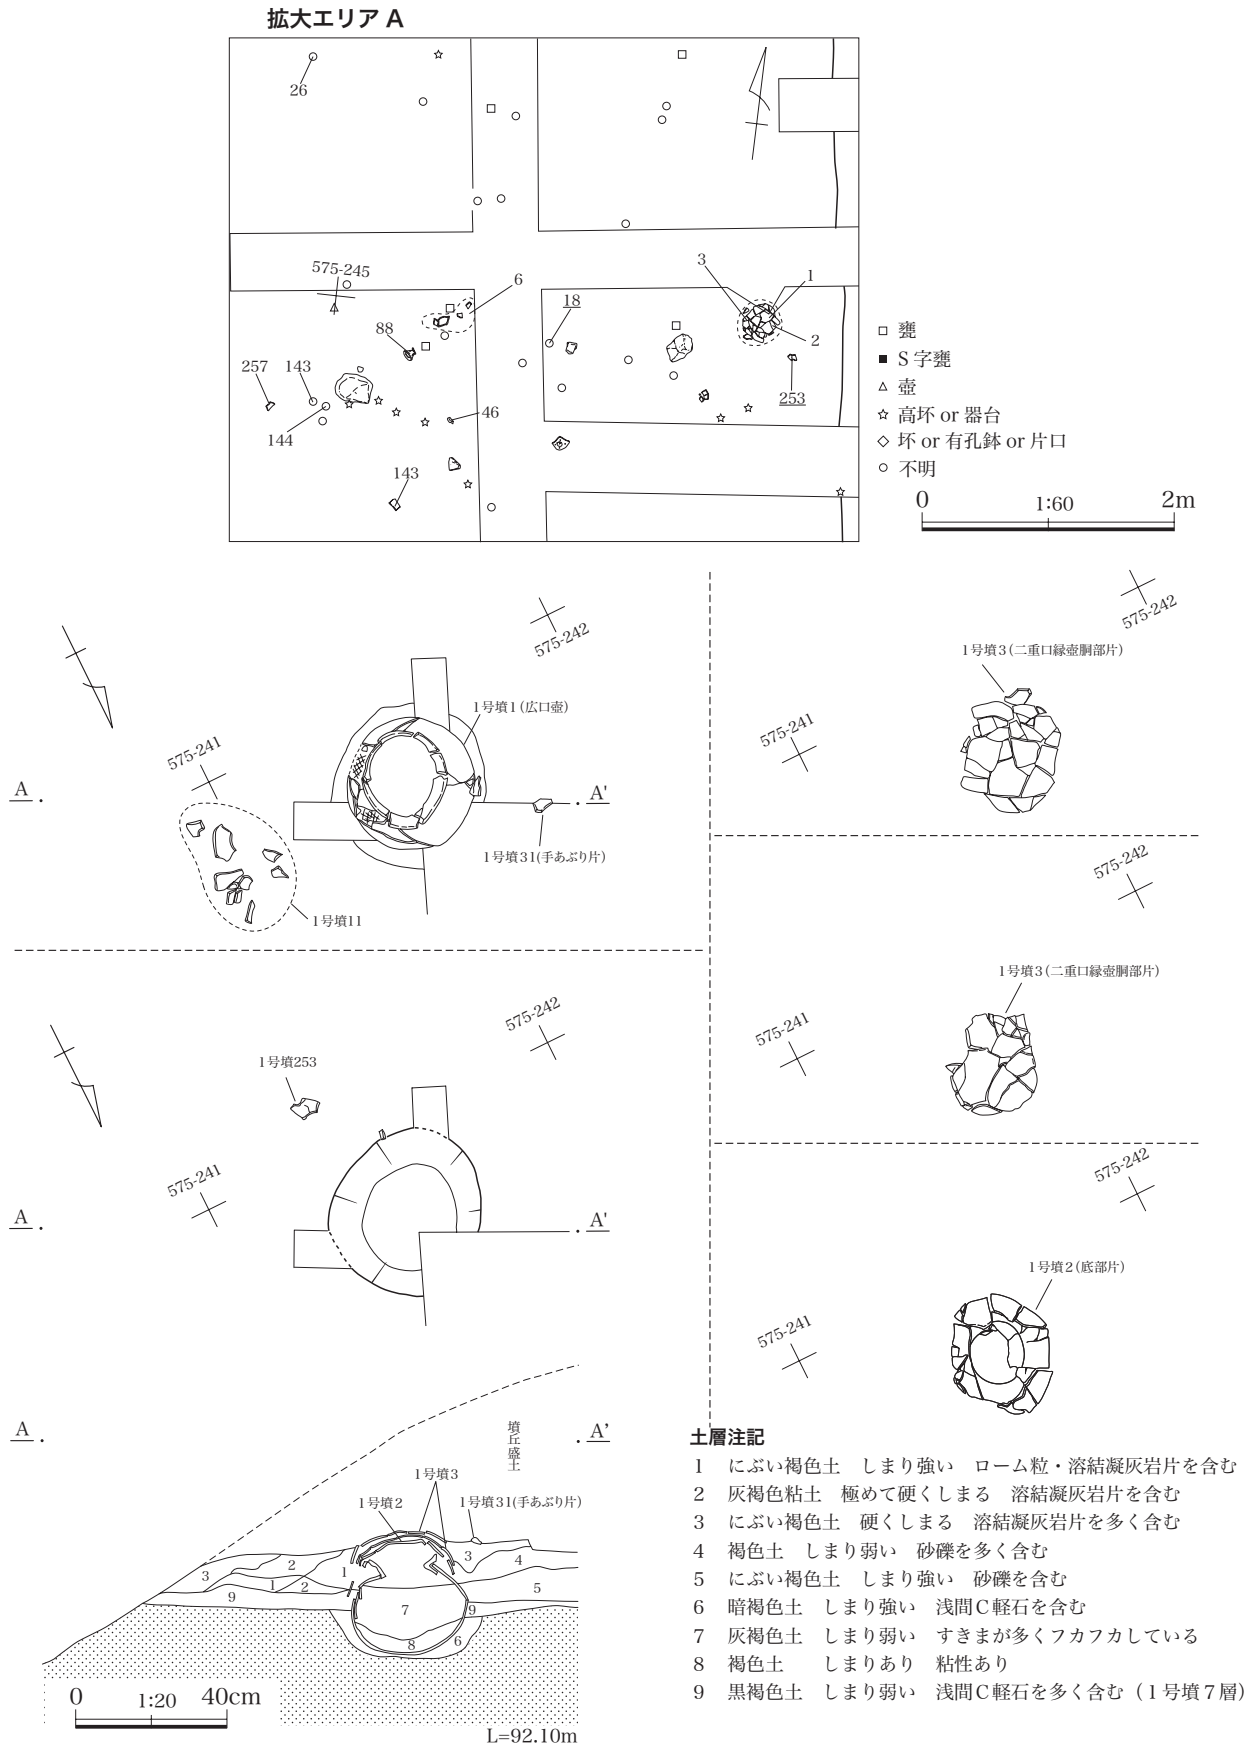 拡大エリア A
26
575-245
6
18
3
1
2
88
257
143
144
46
143
253
□ 甕
■ S 字甕
△ 壺
☆ 高坏 or 器台
◇ 坏 or 有孔鉢 or 片口
○ 不明
0 1:60 2m
575-242
1号墳1 (広口壺)
575-241
A
A'
1号墳31(手あぶり片)
1号墳11
575-242
1号墳3 (二重口縁壺胴部片)
575-241
575-242
1号墳3 (二重口縁壺胴部片)
575-241
575-242
1号墳253
575-241
A
A'
575-242
1号墳2 (底部片)
575-241
A
A’
墳丘盛土
1号墳3
1号墳2
1号墳31(手あぶり片)
3
2
1
2
9
1
3
4
5
7
9
8
6
0 1:20 40cm
L=92.10m
土層注記
1 にぶい褐色土 しまり強い ローム粒・溶結凝灰岩片を含む
2 灰褐色粘土 極めて硬くしまる 溶結凝灰岩片を含む
3 にぶい褐色土 硬くしまる 溶結凝灰岩片を多く含む
4 褐色土 しまり弱い 砂礫を多く含む
5 にぶい褐色土 しまり強い 砂礫を含む
6 暗褐色土 しまり強い 浅間C軽石を含む
7 灰褐色土 しまり弱い すきまが多くフカフカしている
8 褐色土 しまりあり 粘性あり
9 黒褐色土 しまり弱い 浅間C軽石を多く含む（1号墳7層）